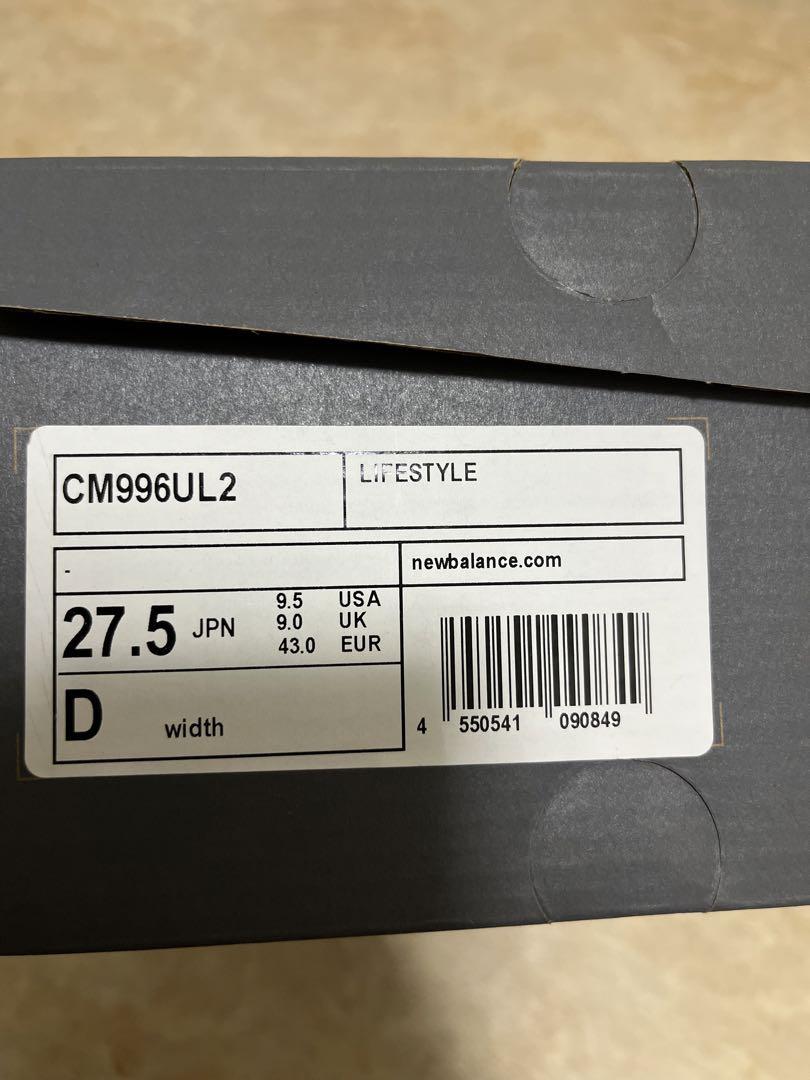 CM996UL2
LIFESTYLE
-
newbalance.com
27.5 JPN
9.5 USA
9.0 UK
43.0 EUR
D width
4 550541 090849